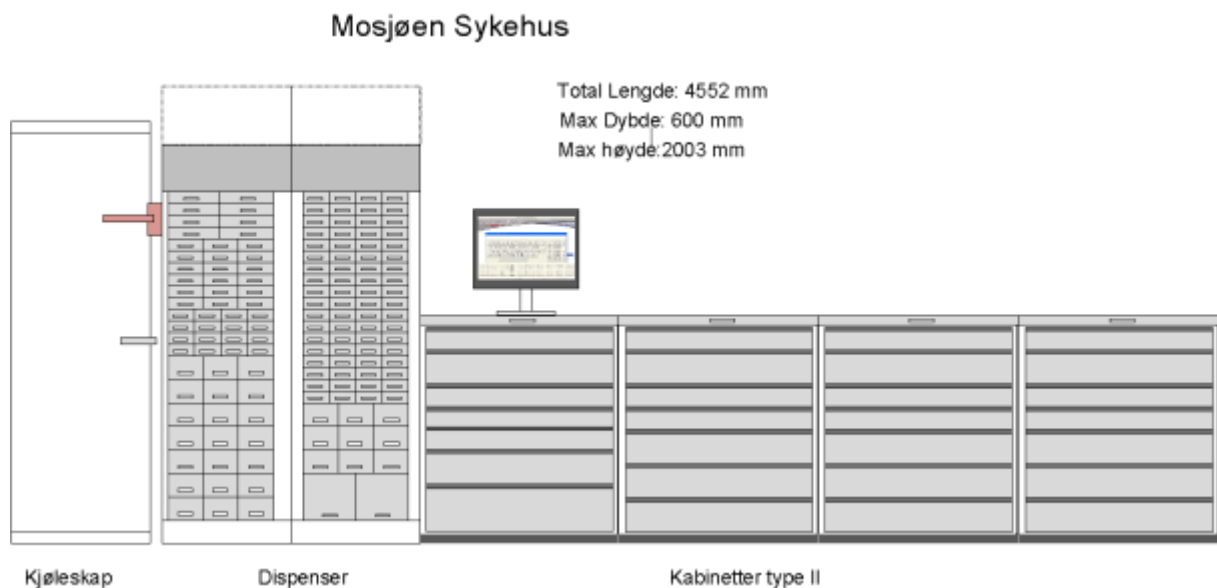 Mosjøen Sykehus
Total Lengde: 4552 mm
Max Dybde: 600 mm
Max høyde:2003 mm
Kjøleskap
Dispenser
Kabinetter type II